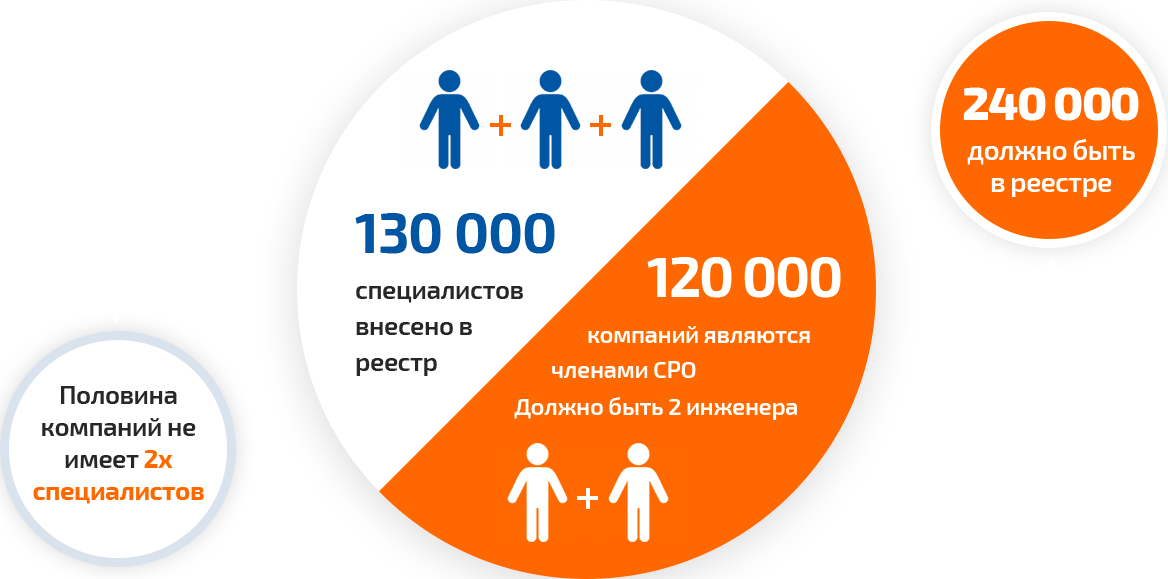 130 000
специалистов
внесено в
реестр
120 000
компаний являются
членами СРО
Должно быть 2 инженера
240 000
должно быть
в реестре
Половина
компаний не
имеет 2х
специалистов